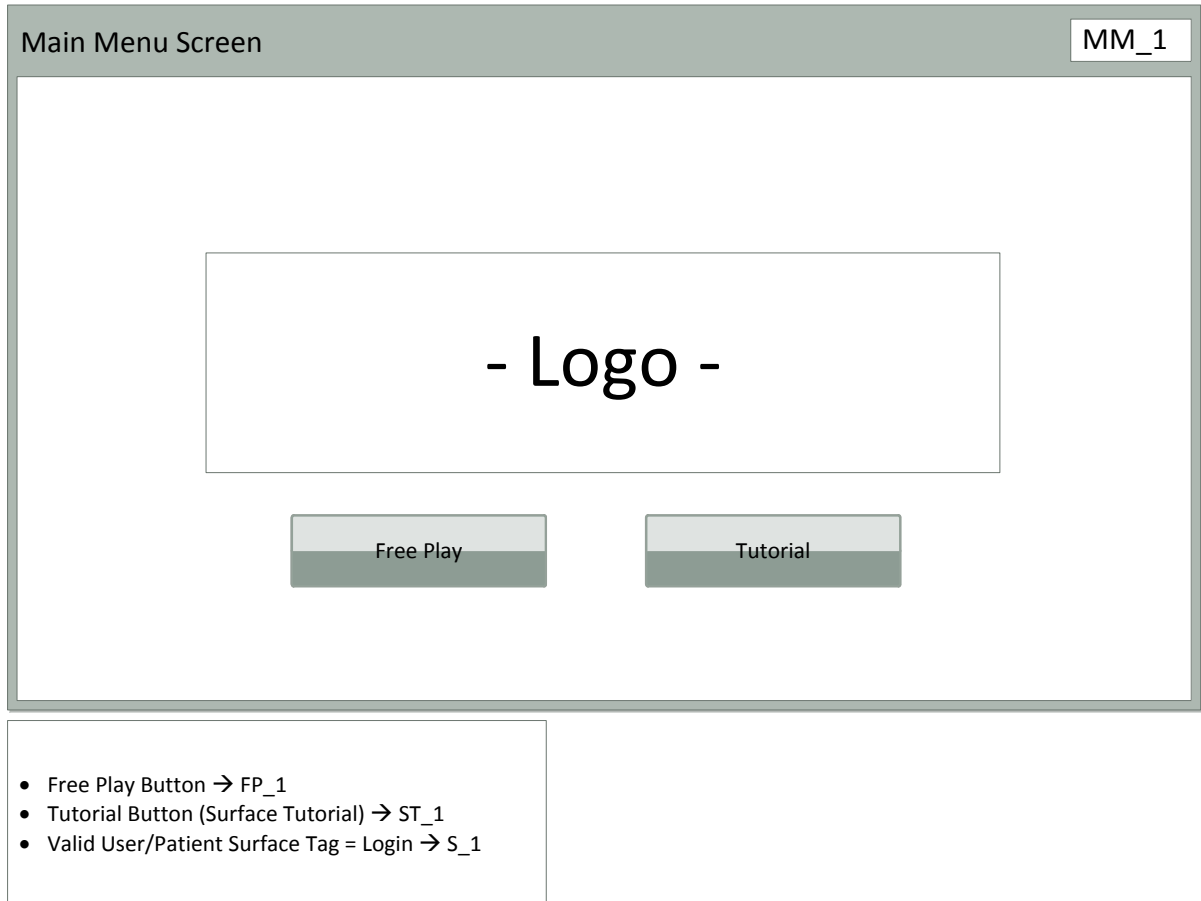 Main Menu Screen
MM_1
- Logo -
Free Play
Tutorial
• Free Play Button → FP_1
• Tutorial Button (Surface Tutorial) → ST_1
• Valid User/Patient Surface Tag = Login → S_1